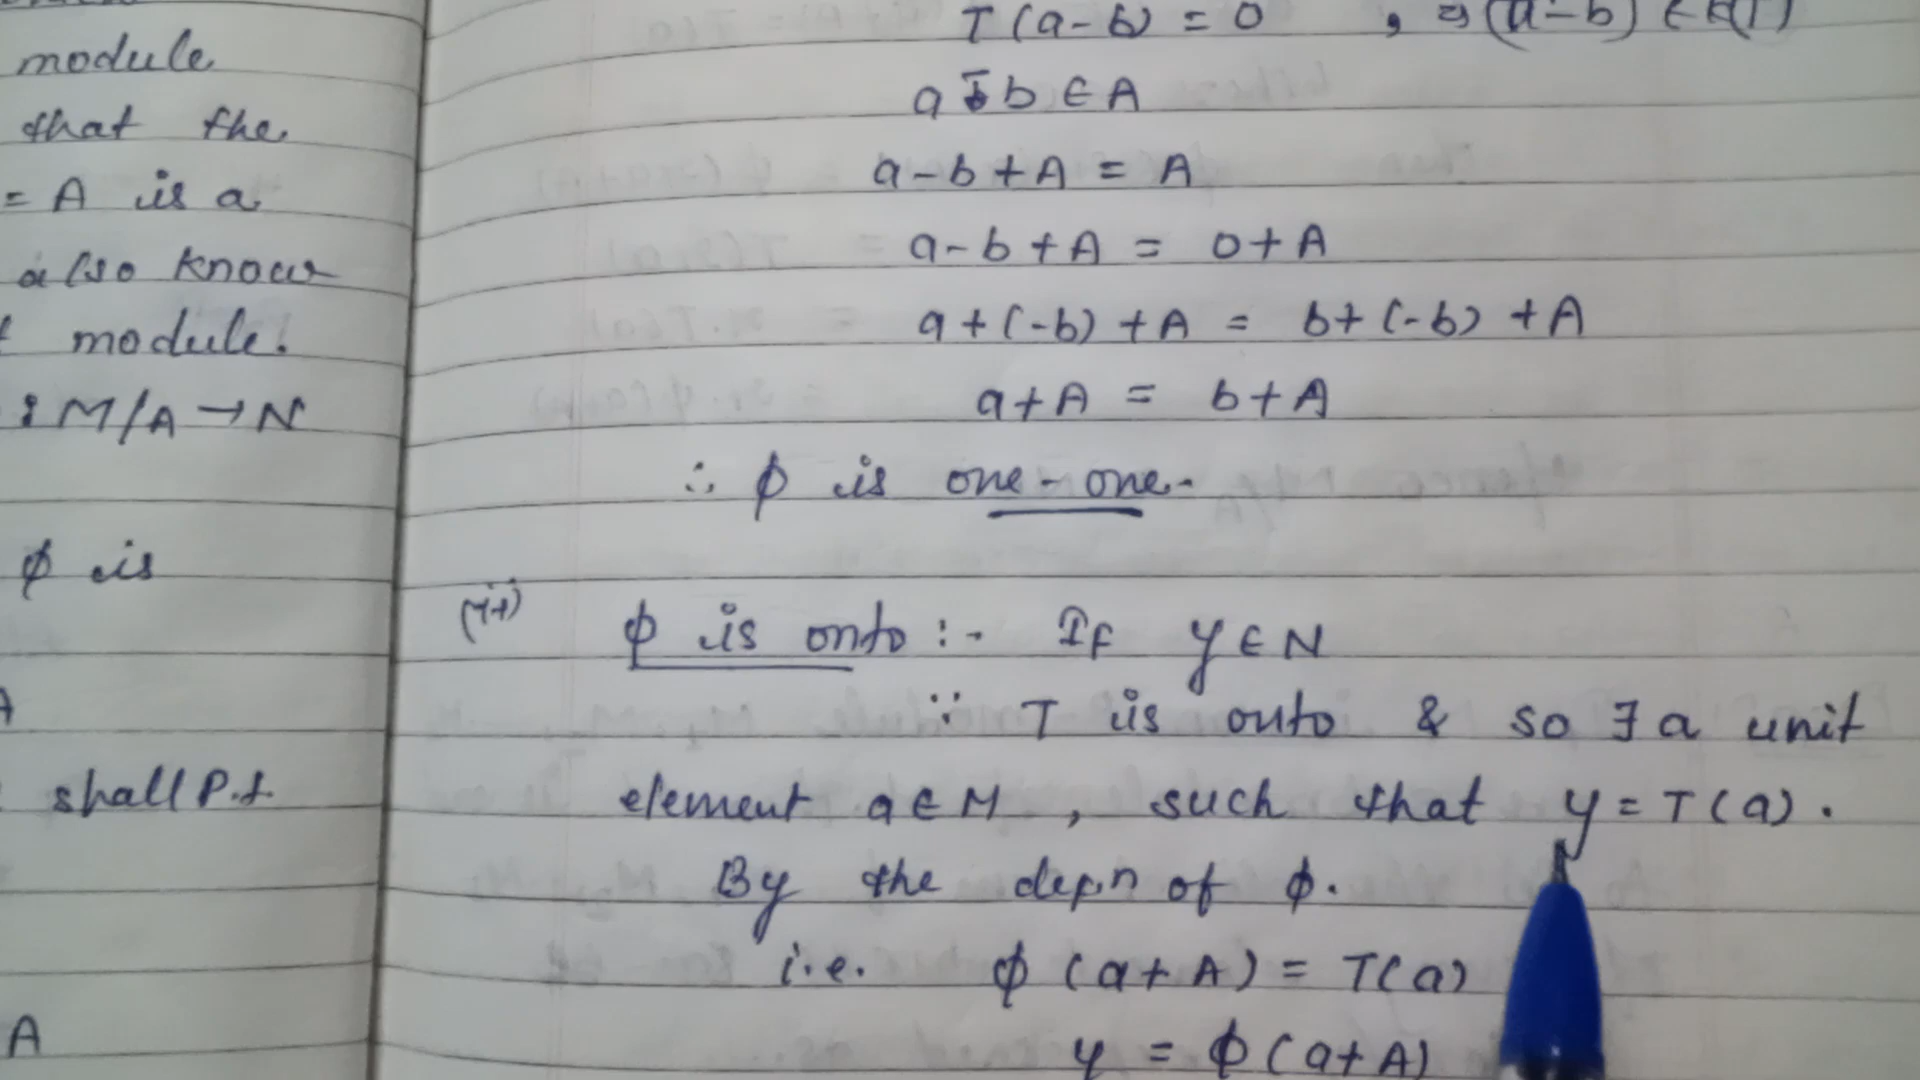 module
that the
= A is a
also know
module.
: M/A → N
φ is
shall P.t
A
T(a-b) = 0 , ⇒ (a-b) ∈ K(T)
a-b ∈ A
a-b+A = A
a-b+A = 0+A
a+(-b)+A = b+(-b)+A
a+A = b+A
∴ φ is one-one-
φ is onto :- If y ∈ N
∵ T is onto & so ∃ a unit
element a ∈ M , such that y = T(a).
By the defn of φ.
i.e. φ(a+A) = T(a)
y = φ(a+A)